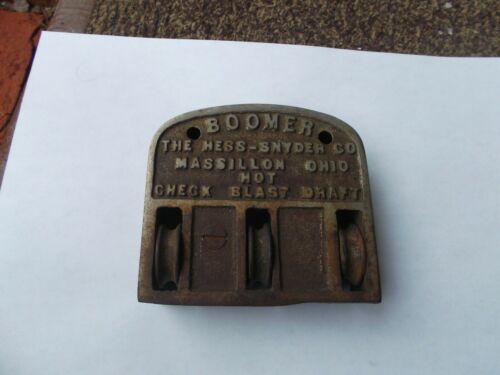 BOOMER
THE HESS-SNYDER CO
MASSILLON OHIO
HOT
CHECK BLAST DRAFT